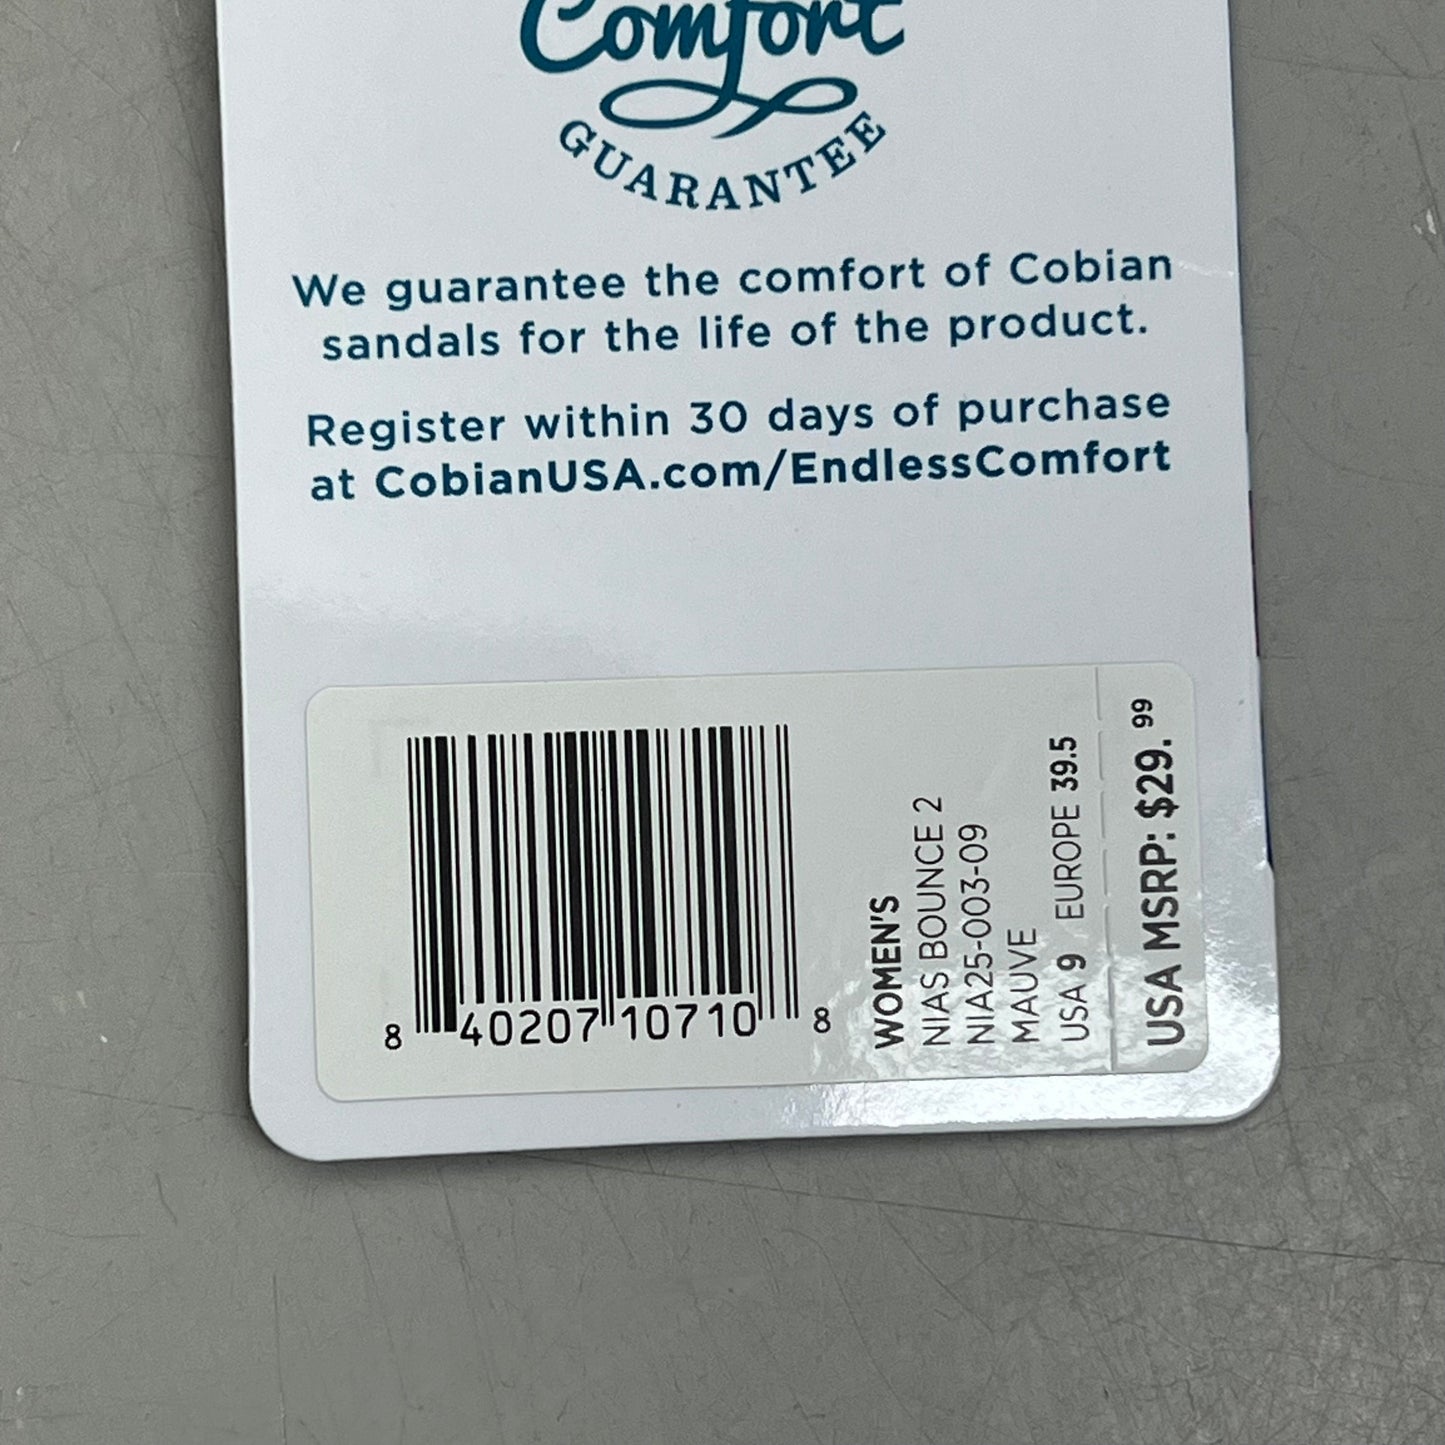 Comfort
GUARANTEE
We guarantee the comfort of Cobian
sandals for the life of the product.
Register within 30 days of purchase
at CobianUSA.com/EndlessComfort
8 40207 10710 8
WOMEN'S
NIAS BOUNCE 2
NIA25-003-09
MAUVE
USA 9 EUROPE 39.5
USA MSRP: $29.99